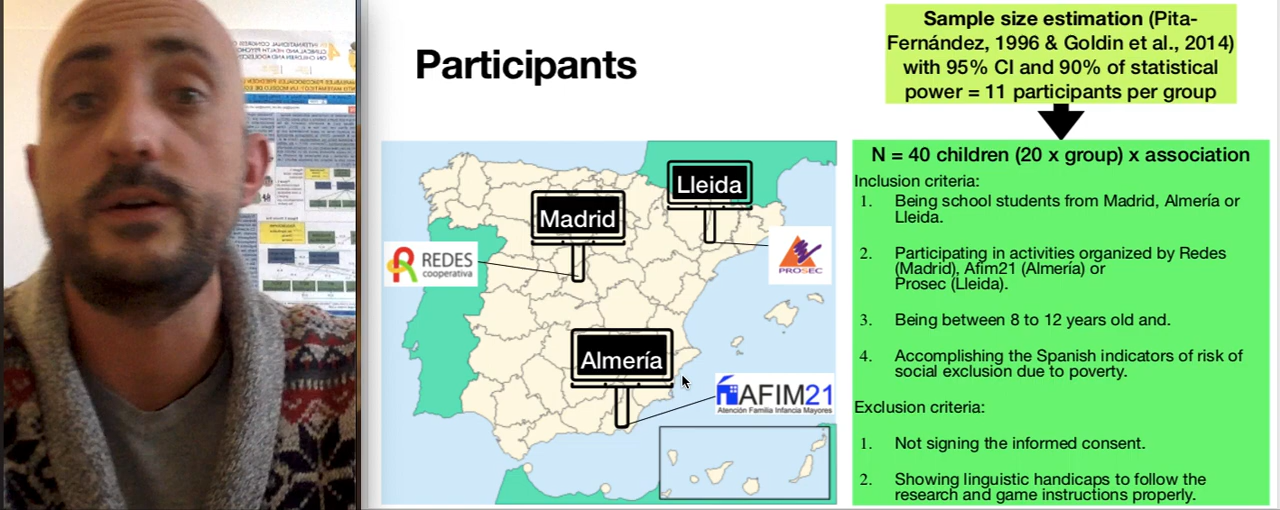 Participants
Sample size estimation (Pita-
Fernández, 1996 & Goldin et al., 2014)
with 95% CI and 90% of statistical
power = 11 participants per group
Lleida
Madrid
REDES
cooperativa
PROSEC
Almería
AFIM21
Atención Familia Infancia Mayores
N = 40 children (20 x group) x association
Inclusion criteria:
1. Being school students from Madrid, Almería or
Lleida.
2. Participating in activities organized by Redes
(Madrid), Afim21 (Almería) or
Prosec (Lleida).
3. Being between 8 to 12 years old and.
4. Accomplishing the Spanish indicators of risk of
social exclusion due to poverty.
Exclusion criteria:
1. Not signing the informed consent.
2. Showing linguistic handicaps to follow the
research and game instructions properly.